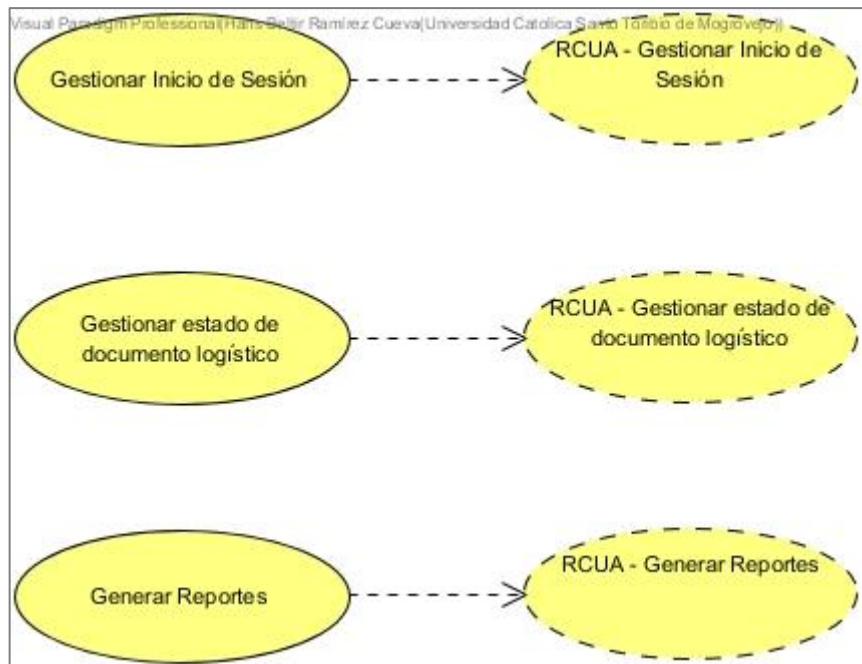 Visual Paradigm Professional(Hans Beltir Ramírez Cueva(Universidad Catolica Santo Toribio de Mogrovejo))
Gestionar Inicio de Sesión
RCUA - Gestionar Inicio de
Sesión
Gestionar estado de
documento logístico
RCUA - Gestionar estado de
documento logístico
Generar Reportes
RCUA - Generar Reportes